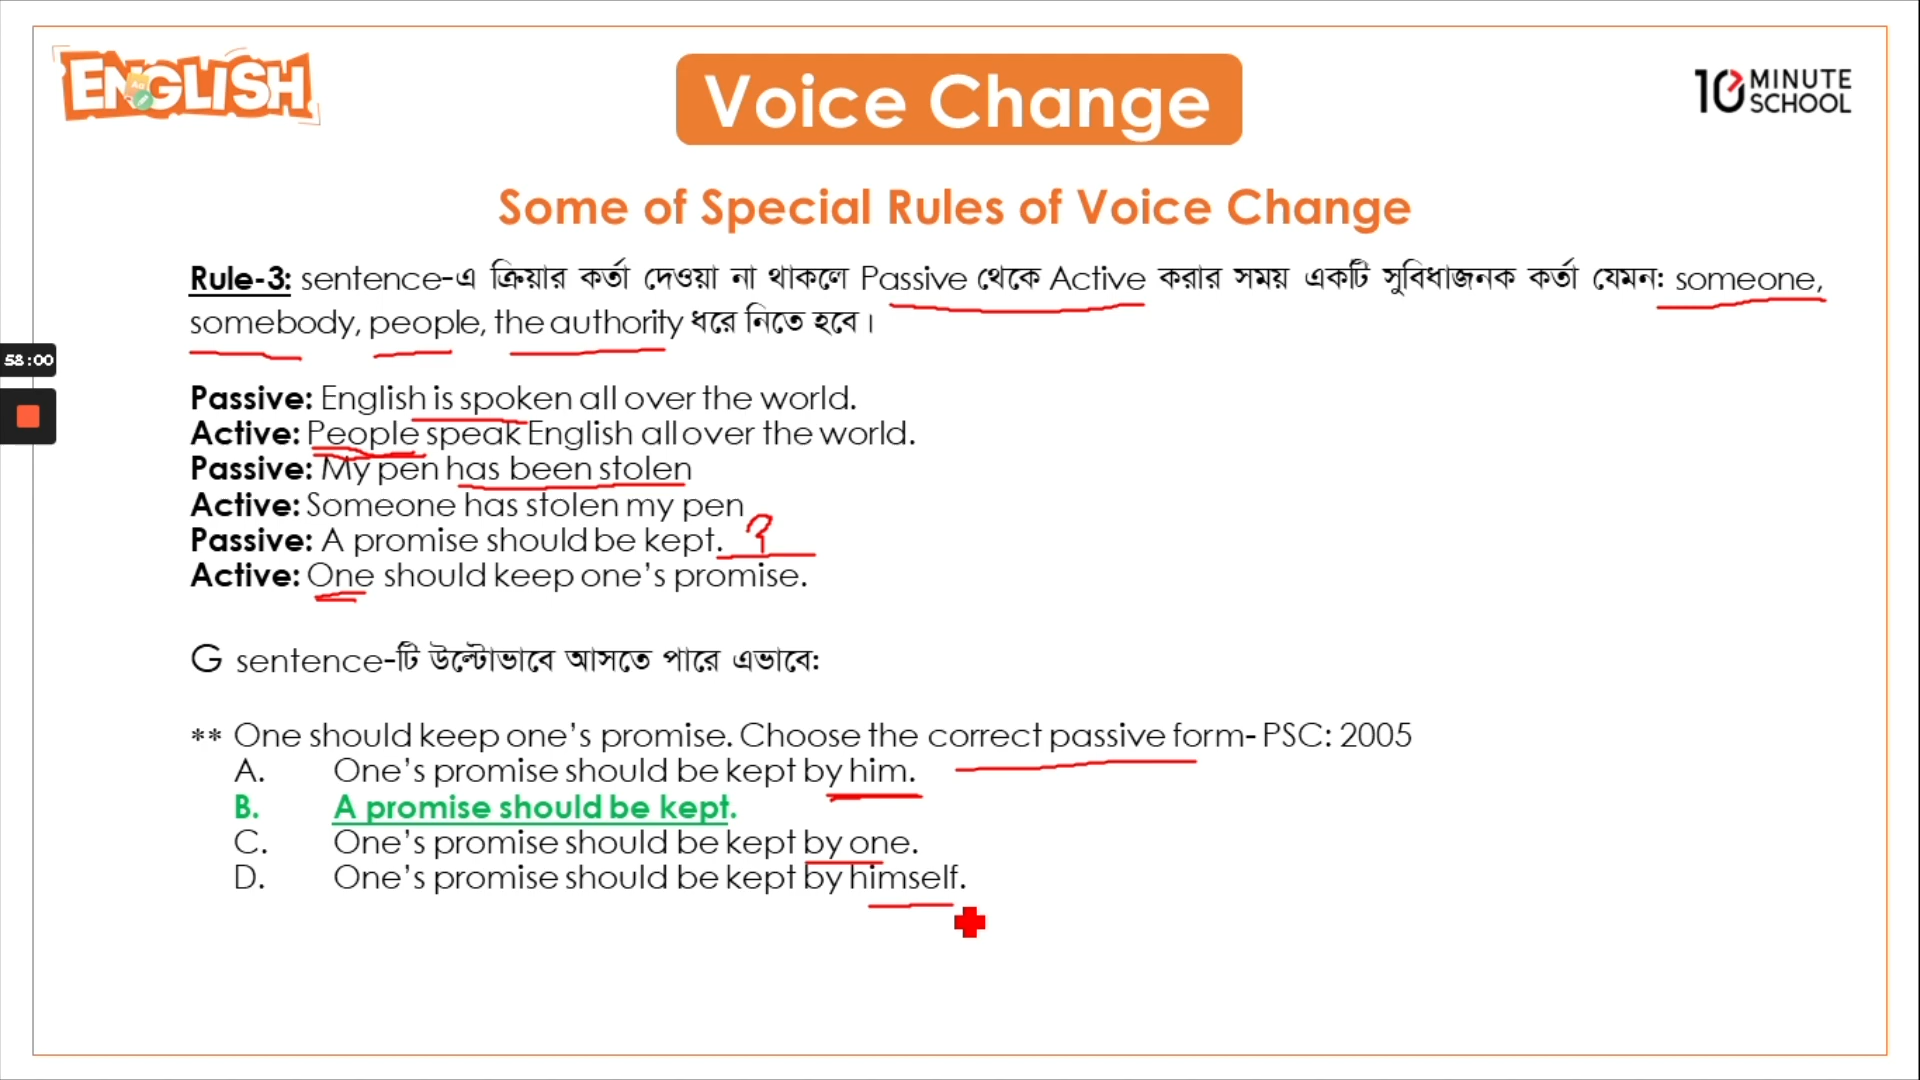 ENGLISH
Voice Change
10 MINUTE SCHOOL
Some of Special Rules of Voice Change
Rule-3: sentence-এ ক্রিয়ার কর্তা দেওয়া না থাকলে Passive থেকে Active করার সময় একটি সুবিধাজনক কর্তা যেমন: someone,
somebody, people, the authority ধরে নিতে হবে।
58:00
Passive: English is spoken all over the world.
Active: People speak English all over the world.
Passive: My pen has been stolen
Active: Someone has stolen my pen
Passive: A promise should be kept. ?
Active: One should keep one's promise.
G sentence-টি উল্টোভাবে আসতে পারে এভাবে:
** One should keep one's promise. Choose the correct passive form- PSC: 2005
A. One's promise should be kept by him.
B. A promise should be kept.
C. One's promise should be kept by one.
D. One's promise should be kept by himself.